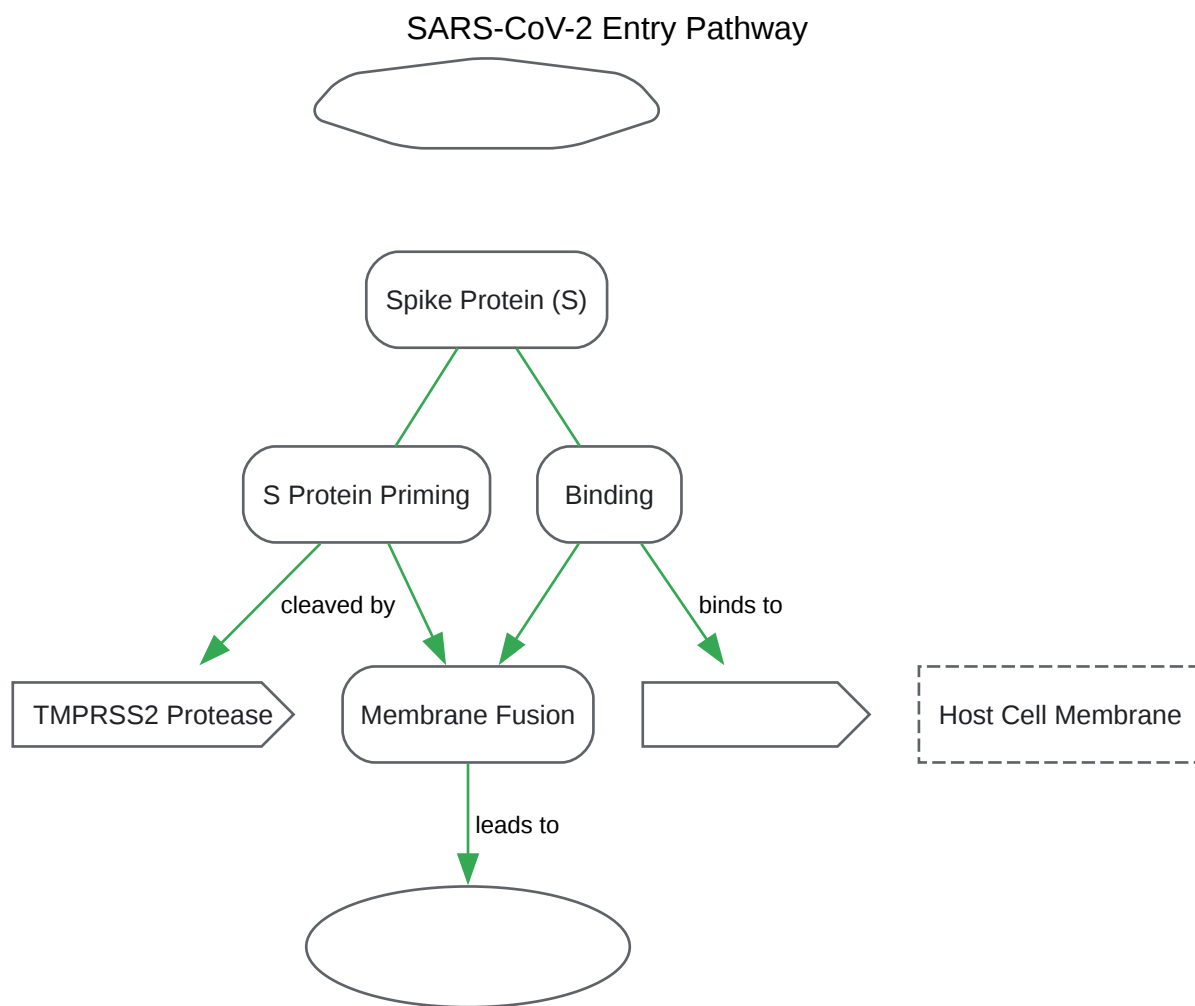 SARS-CoV-2 Entry Pathway
Spike Protein (S)
S Protein Priming
Binding
cleaved by
binds to
TMPRSS2 Protease
Membrane Fusion
Host Cell Membrane
leads to